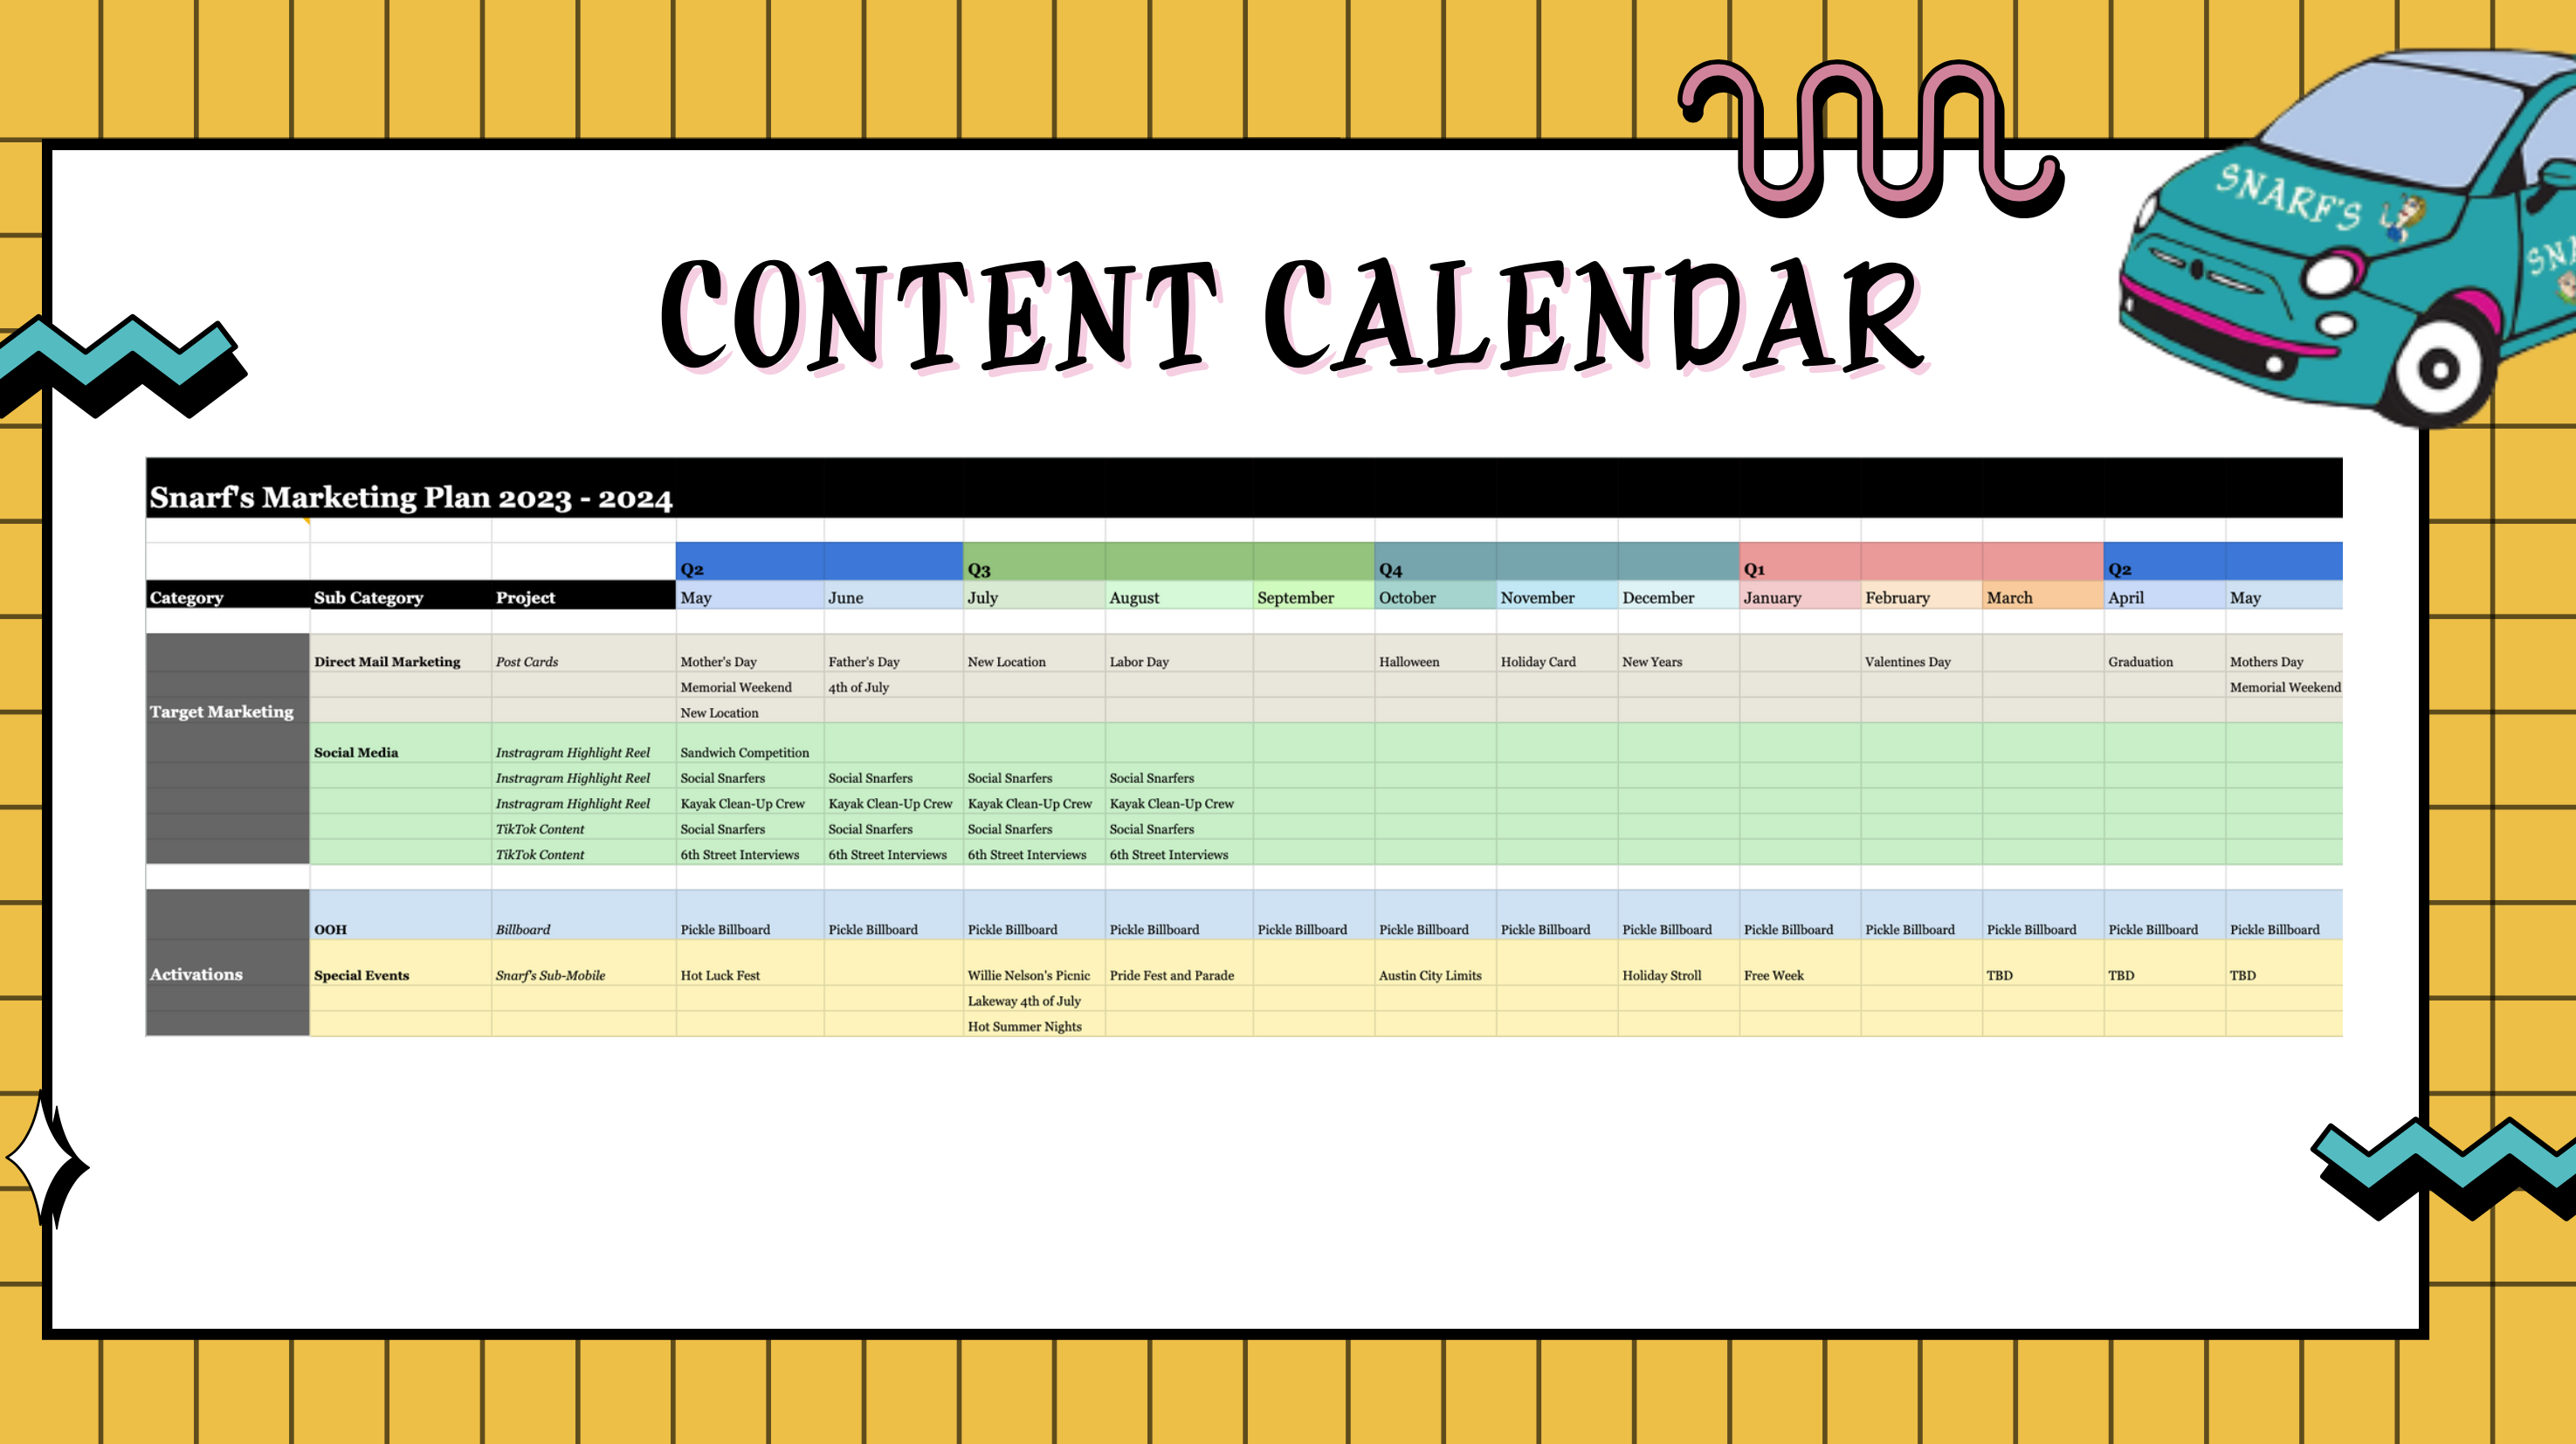 SNARF'S
CONTENT CALENDAR
Snarf's Marketing Plan 2023 - 2024
Q2 Q3 Q4 Q1 Q2
Category Sub Category Project May June July August September October November December January February March April May
Direct Mail Marketing Post Cards Mother's Day Father's Day New Location Labor Day Halloween Holiday Card New Years Valentines Day Graduation Mothers Day
Memorial Weekend 4th of July Memorial Weekend
Target Marketing New Location
Social Media Instragram Highlight Reel Sandwich Competition
Instragram Highlight Reel Social Snarfers Social Snarfers Social Snarfers Social Snarfers
Instragram Highlight Reel Kayak Clean-Up Crew Kayak Clean-Up Crew Kayak Clean-Up Crew Kayak Clean-Up Crew
TikTok Content Social Snarfers Social Snarfers Social Snarfers Social Snarfers
TikTok Content 6th Street Interviews 6th Street Interviews 6th Street Interviews 6th Street Interviews
OOH Billboard Pickle Billboard Pickle Billboard Pickle Billboard Pickle Billboard Pickle Billboard Pickle Billboard Pickle Billboard Pickle Billboard Pickle Billboard Pickle Billboard Pickle Billboard Pickle Billboard Pickle Billboard
Activations Special Events Snarf's Sub-Mobile Hot Luck Fest Willie Nelson's Picnic Pride Fest and Parade Austin City Limits Holiday Stroll Free Week TBD TBD TBD
Lakeway 4th of July
Hot Summer Nights